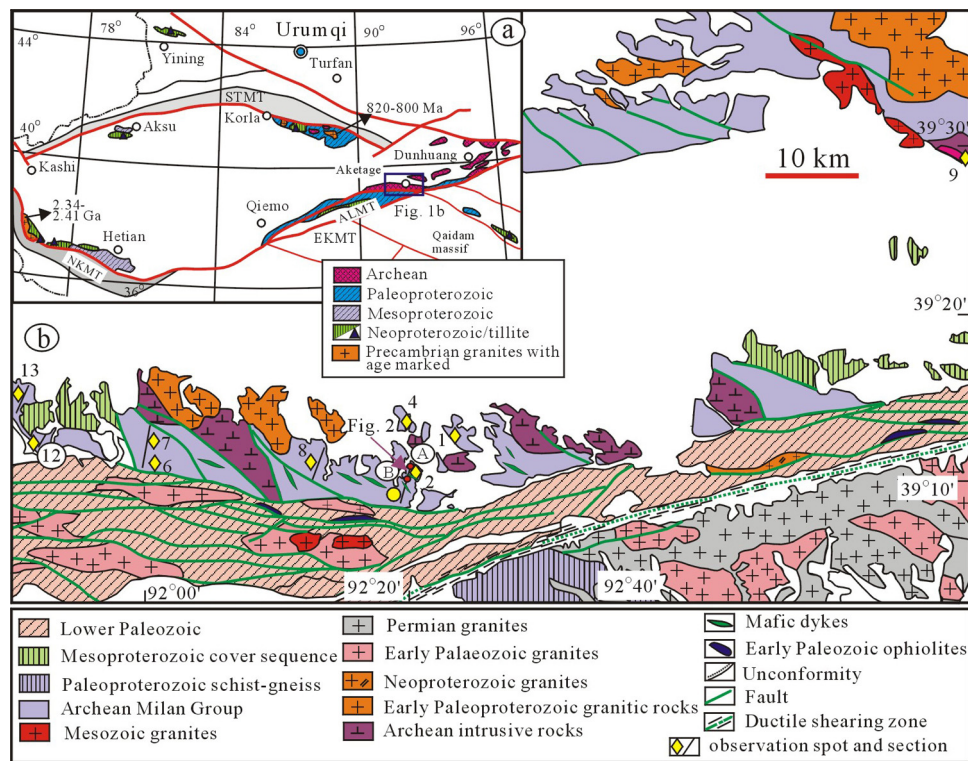 78°
84°
90°
96°
44°
a
Yining
Urumqi
Turfan
STMT
820-800 Ma
40°
Aksu
Korla
Dunhuang
Kashi
Aketage
Fig. 1b
2.34-
2.41 Ga
Qiemo
ALMT
EKMT
Hetian
Qaidam
massif
NKMT
36°
Archean
Paleoproterozoic
Mesoproterozoic
Neoproterozoic/tillite
Precambrian granites with
age marked
39°30'
10 km
9
39°20'
b
13
4
Fig. 2
1
A
7
8
12
B
6
2
39°10'
92°00'
92°20'
92°40'
Lower Paleozoic
Mesoproterozoic cover sequence
Paleoproterozoic schist-gneiss
Archean Milan Group
Mesozoic granites
Permian granites
Early Palaeozoic granites
Neoproterozoic granites
Early Paleoproterozoic granitic rocks
Archean intrusive rocks
Mafic dykes
Early Paleozoic ophiolites
Unconformity
Fault
Ductile shearing zone
observation spot and section